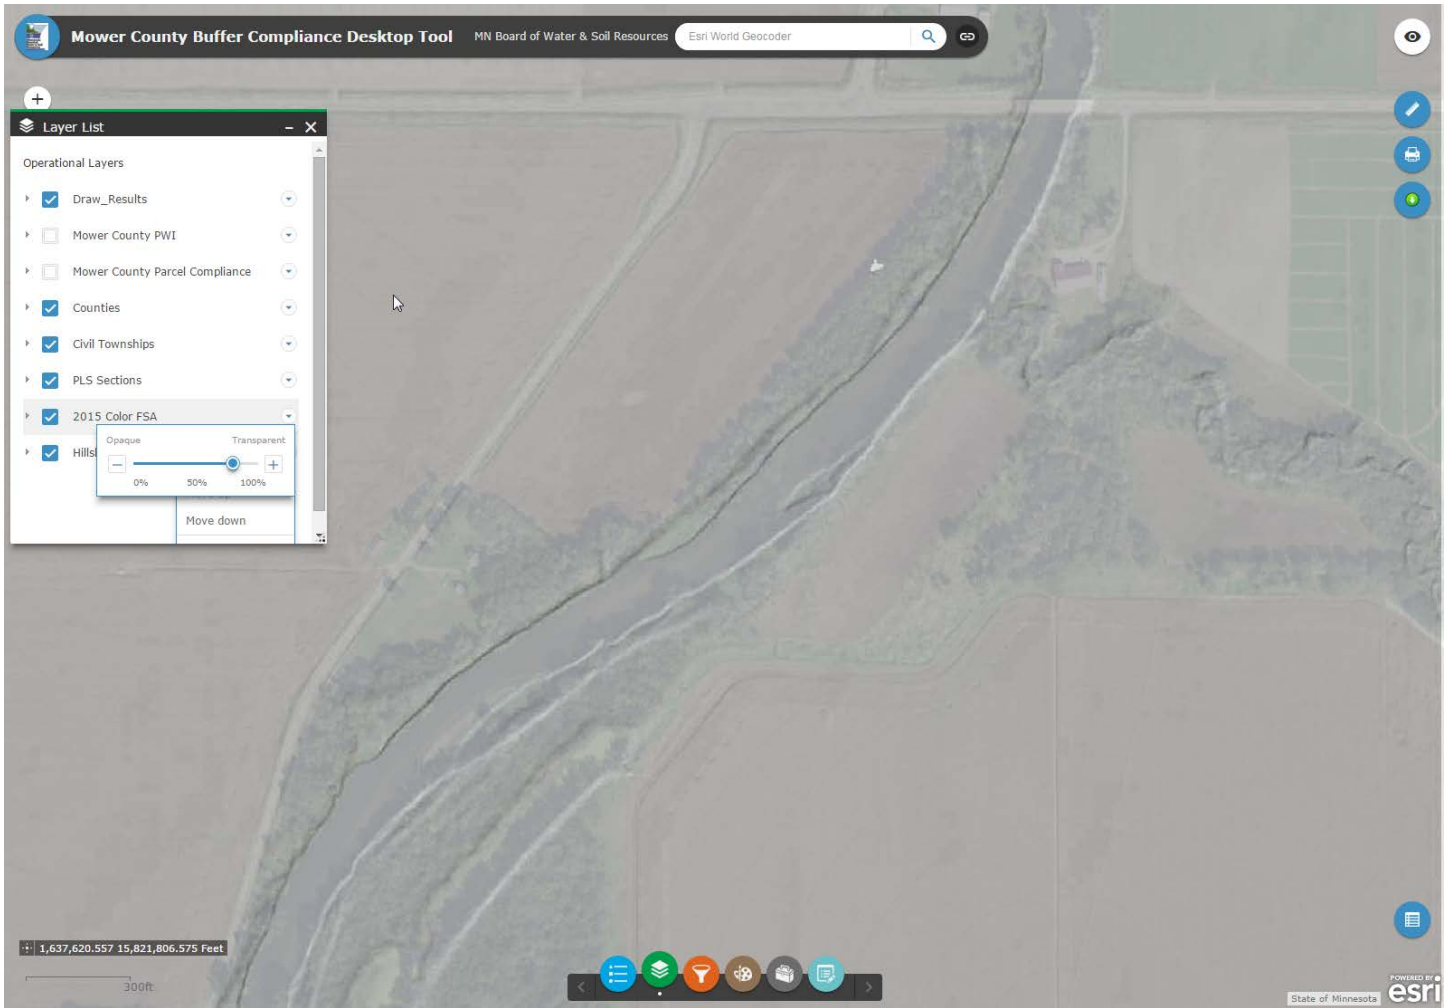 Mower County Buffer Compliance Desktop Tool MN Board of Water & Soil Resources Esri World Geocoder
Layer List
Operational Layers
Draw_Results
Mower County PWI
Mower County Parcel Compliance
Counties
Civil Townships
PLS Sections
2015 Color FSA
Opaque Transparent
0% 50% 100%
Move down
1,637,620.557 15,821,806.575 Feet
300ft
State of Minnesota
POWERED BY
esri